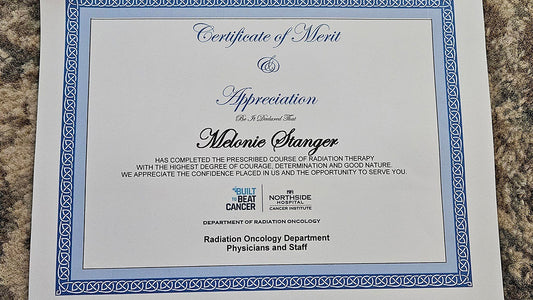 Certificate of Merit
&
Appreciation
Be It Declared That
Melonie Stanger
HAS COMPLETED THE PRESCRIBED COURSE OF RADIATION THERAPY
WITH THE HIGHEST DEGREE OF COURAGE, DETERMINATION AND GOOD NATURE.
WE APPRECIATE THE CONFIDENCE PLACED IN US AND THE OPPORTUNITY TO SERVE YOU.
BUILT
TO BEAT
CANCER
NORTHSIDE
HOSPITAL
CANCER INSTITUTE
DEPARTMENT OF RADIATION ONCOLOGY
Radiation Oncology Department
Physicians and Staff